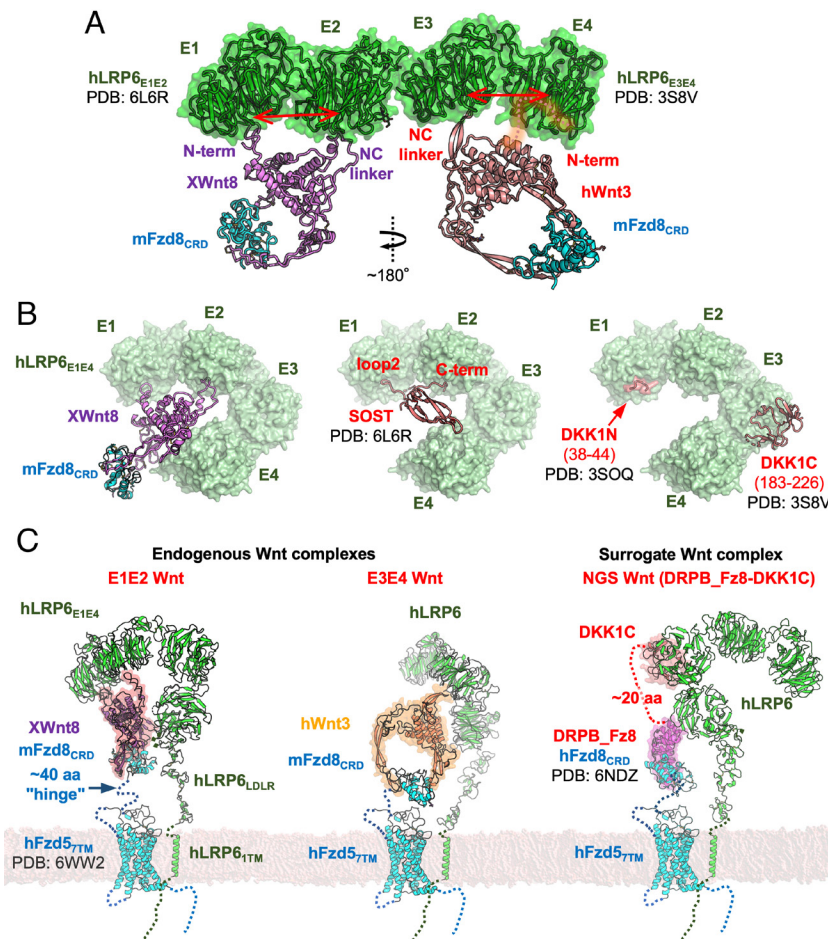 A
E1
E2
E3
E4
hLRP6E1E2
PDB: 6L6R
hLRP6E3E4
PDB: 3S8V
N-term
NC
linker
XWnt8
mFzd8CRD
NC
linker
N-term
hWnt3
mFzd8CRD
~180°
B
E1
E2
E3
E4
hLRP6E1E4
XWnt8
mFzd8CRD
E1
E2
E3
E4
loop2
C-term
SOST
PDB: 6L6R
E1
E2
E3
E4
DKK1N
(38-44)
PDB: 3SOQ
DKK1C
(183-226)
PDB: 3S8V
C
Endogenous Wnt complexes
Surrogate Wnt complex
E1E2 Wnt
E3E4 Wnt
NGS Wnt (DRPB_Fz8-DKK1C)
hLRP6E1E4
XWnt8
mFzd8CRD
~40 aa
"hinge"
hLRP6LDLR
hFzd57TM
PDB: 6WW2
hLRP61TM
hLRP6
hWnt3
mFzd8CRD
hFzd57TM
DKK1C
~20 aa
hLRP6
DRPB_Fz8
hFzd8CRD
PDB: 6NDZ
hFzd57TM